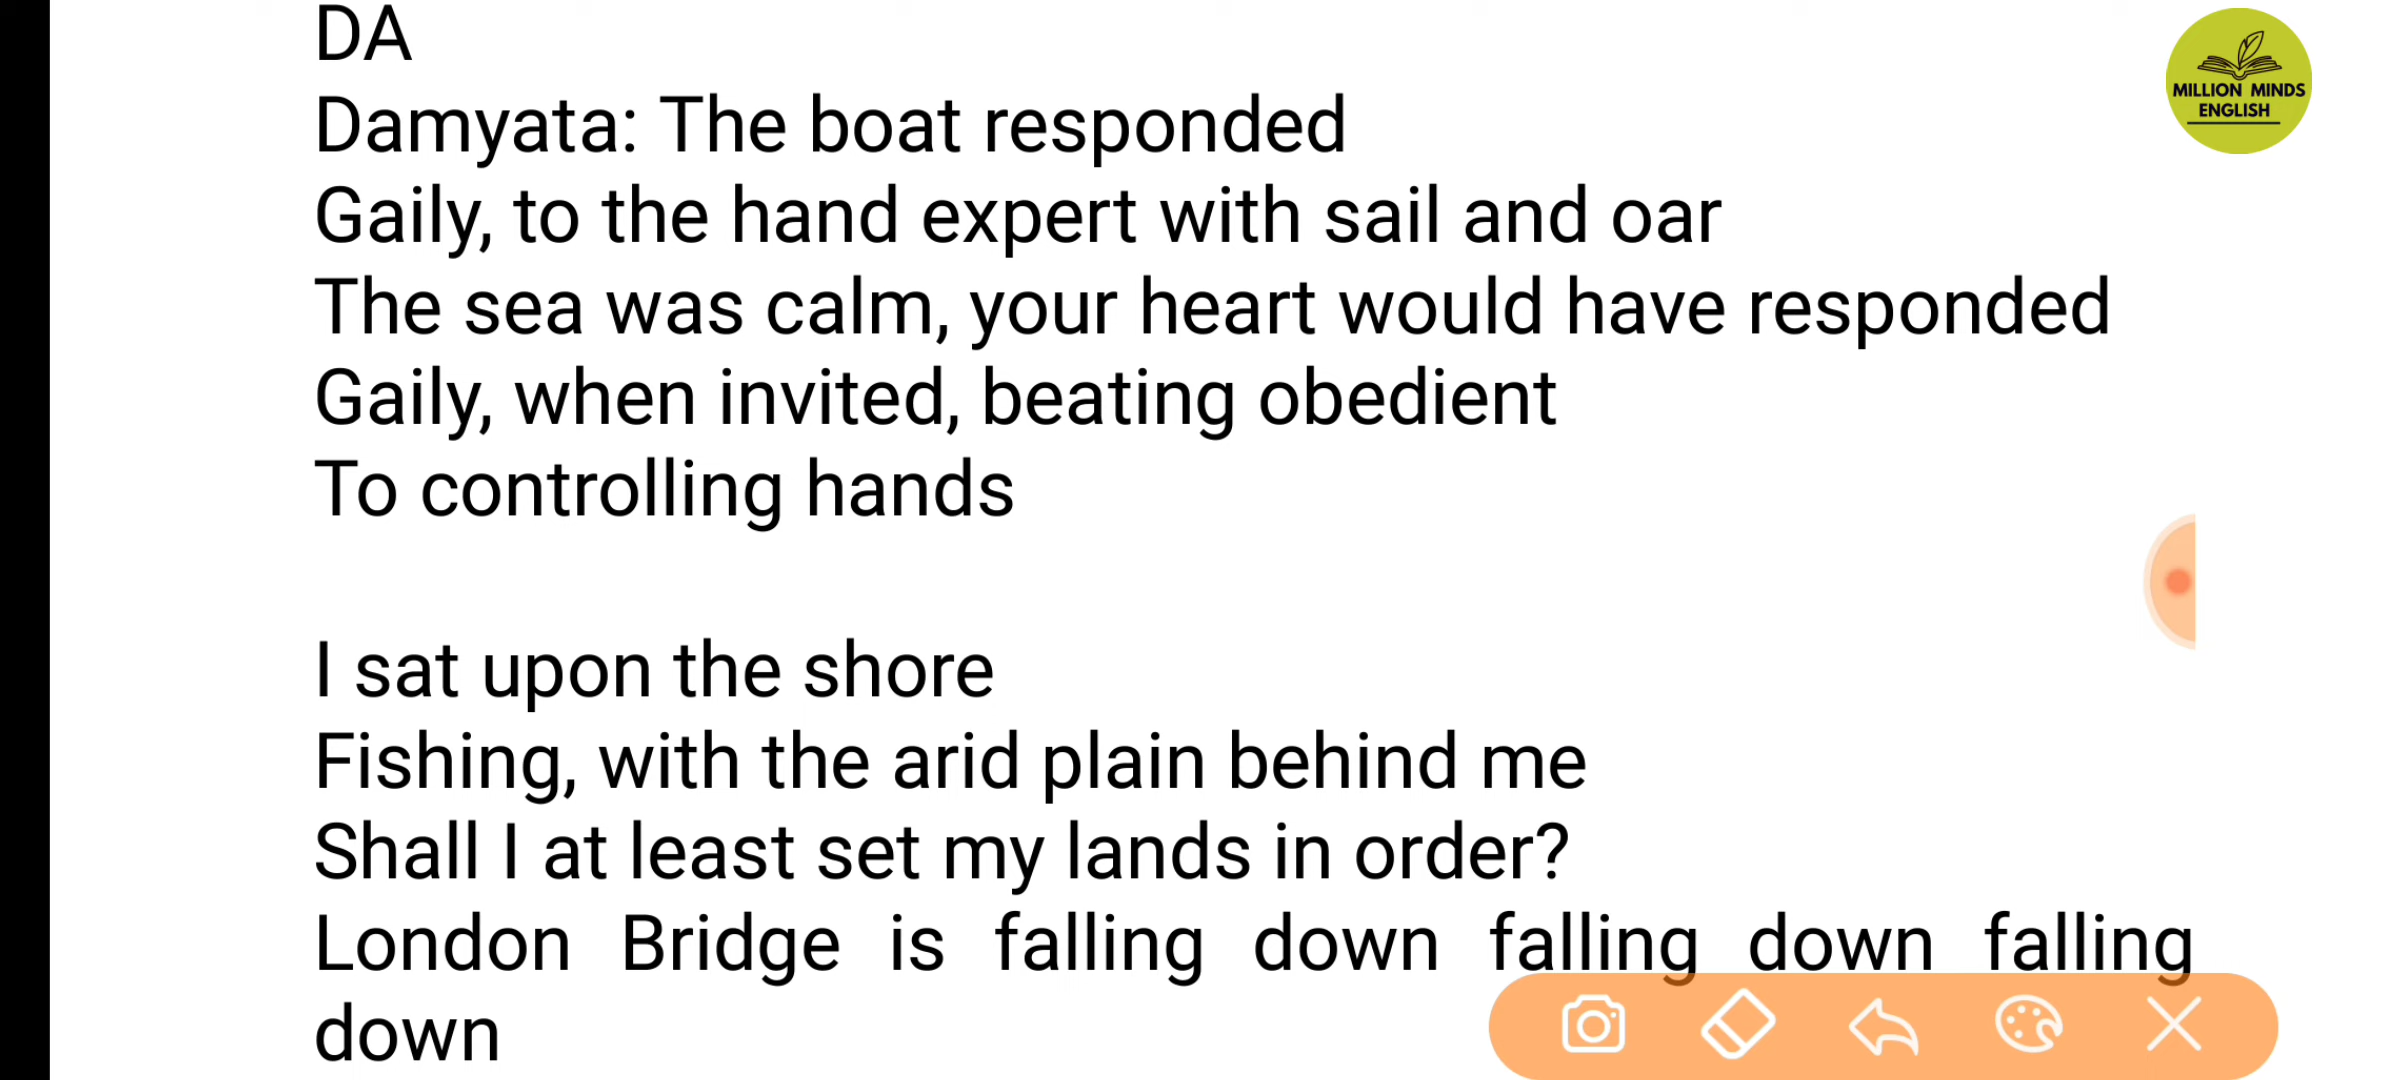 DA
Damyata: The boat responded
Gaily, to the hand expert with sail and oar
The sea was calm, your heart would have responded
Gaily, when invited, beating obedient
To controlling hands
I sat upon the shore
Fishing, with the arid plain behind me
Shall I at least set my lands in order?
London Bridge is falling down falling down falling
down
MILLION MINDS
ENGLISH